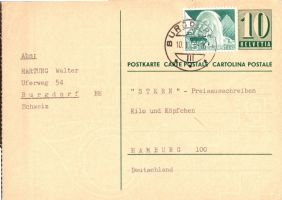 BURGDORF
10
HELVETIA
POSTKARTE CARTE POSTALE CARTOLINA POSTALE
Abs:
HARTUNG Walter
Uferweg 54
Burgdorf BE
Schweiz
"STERN" - Preisausschreiben
Kilo und Köpfchen
HAMBURG 100
Deutschland